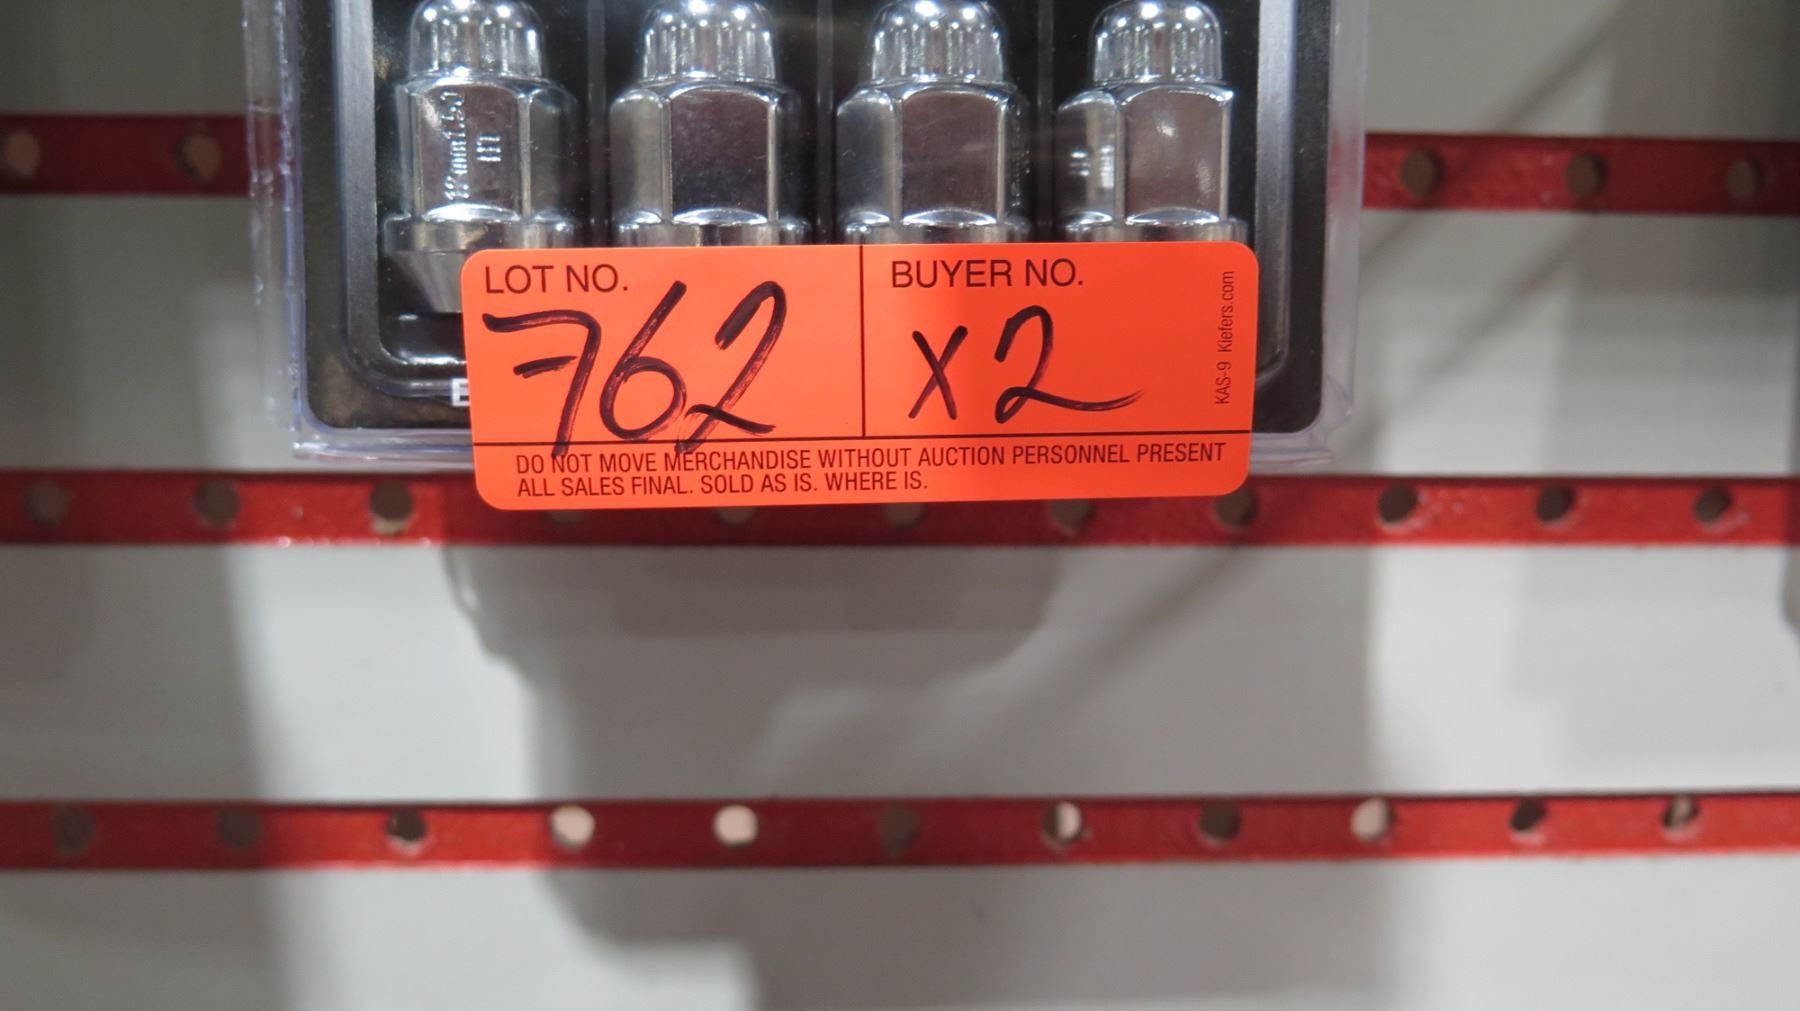 LOT NO.
762
BUYER NO.
X2
KAS-9 Kiefers.com
DO NOT MOVE MERCHANDISE WITHOUT AUCTION PERSONNEL PRESENT
ALL SALES FINAL. SOLD AS IS. WHERE IS.